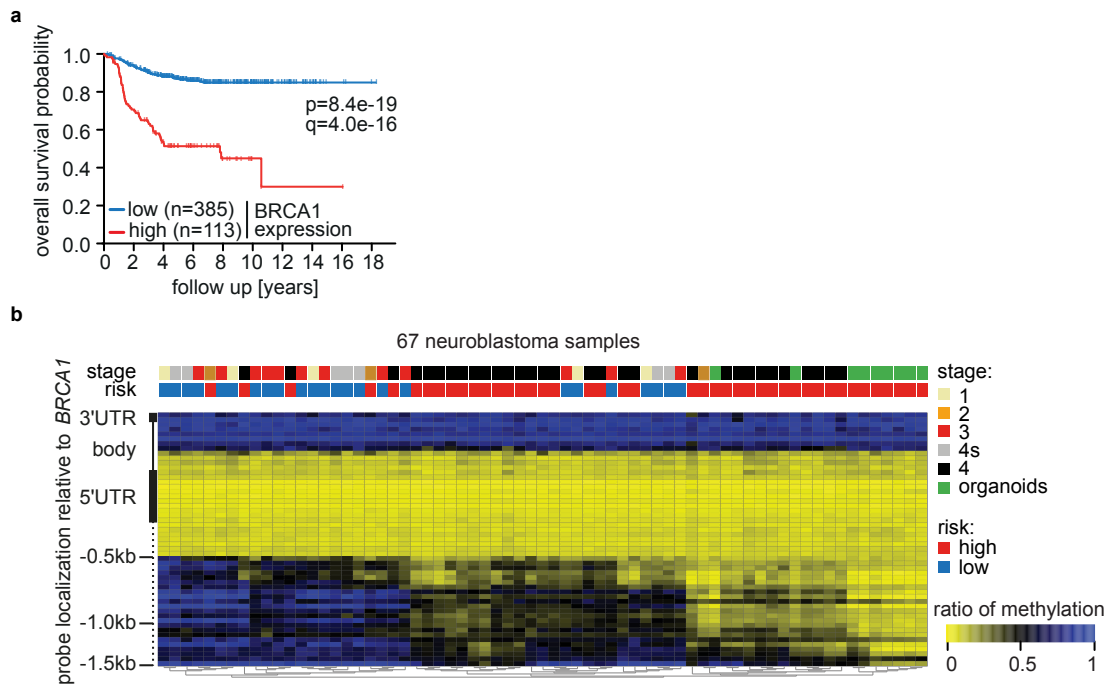 a
overall survival probability
1.0
0.8
0.6
0.4
0.2
0.0
p=8.4e-19
q=4.0e-16
low (n=385)
high (n=113)
BRCA1
expression
0 2 4 6 8 10 12 14 16 18
follow up [years]
b
67 neuroblastoma samples
stage
risk
probe localization relative to BRCA1
3'UTR
body
5'UTR
-0.5kb
-1.0kb
-1.5kb
stage:
1
2
3
4s
4
organoids
risk:
high
low
ratio of methylation
0 0.5 1